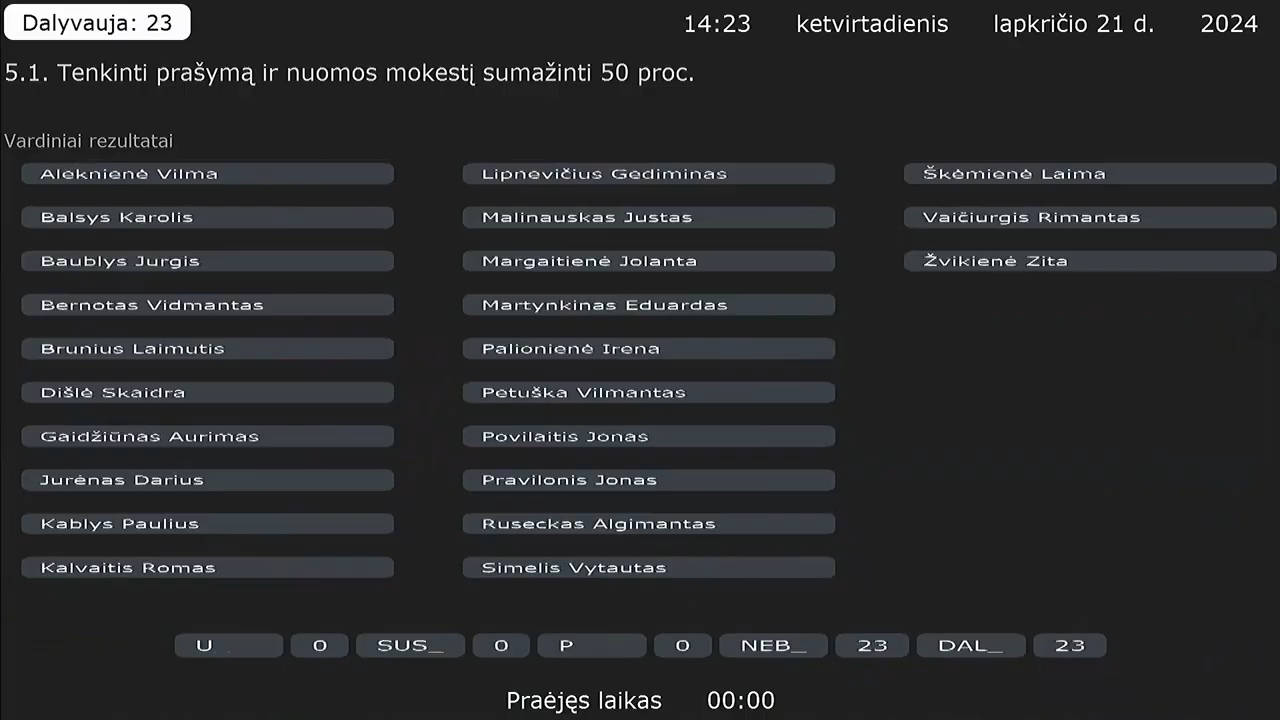 Dalyvauja: 23 14:23 ketvirtadienis lapkričio 21 d. 2024
5.1. Tenkinti prašymą ir nuomos mokestį sumažinti 50 proc.
Vardiniai rezultatai
Aleknienė Vilma
Balsys Karolis
Baublys Jurgis
Bernotas Vidmantas
Brunius Laimutis
Dišlė Skaidra
Gaidžiūnas Aurimas
Jurėnas Darius
Kablys Paulius
Kalvaitis Romas
Lipnevičius Gediminas
Malinauskas Justas
Margaitienė Jolanta
Martynkinas Eduardas
Palionienė Irena
Petuška Vilmantas
Povilaitis Jonas
Pravilonis Jonas
Ruseckas Algimantas
Simelis Vytautas
Škėmienė Laima
Vaičiurgis Rimantas
Žvikienė Zita
U 0 SUS_ 0 P 0 NEB_ 23 DAL_ 23
Praėjęs laikas 00:00